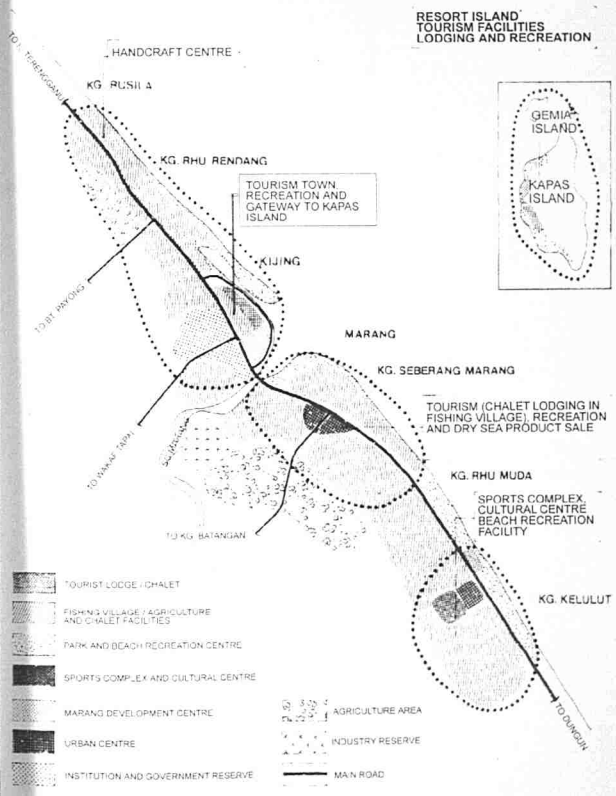 RESORT ISLAND
TOURISM FACILITIES
LODGING AND RECREATION
HANDCRAFT CENTRE
KG. RUSILA
KG. RHU RENDANG
GEMIA
ISLAND
KAPAS
ISLAND
TOURISM TOWN,
RECREATION AND
GATEWAY TO KAPAS
ISLAND
KIJING
TO BT. PAYONG
MARANG
KG. SEBERANG MARANG
TOURISM (CHALET LODGING IN
FISHING VILLAGE), RECREATION
AND DRY SEA PRODUCT SALE
TO WAKAF TAPAI
KG. RHU MUDA
SPORTS COMPLEX,
CULTURAL CENTRE
BEACH RECREATION
FACILITY
TO KG. BATANGAN
KG. KELULUT
TO DUNGUN
TOURIST LODGE / CHALET
FISHING VILLAGE / AGRICULTURE
AND CHALET FACILITIES
PARK AND BEACH RECREATION CENTRE
SPORTS COMPLEX AND CULTURAL CENTRE
MARANG DEVELOPMENT CENTRE
URBAN CENTRE
INSTITUTION AND GOVERNMENT RESERVE
AGRICULTURE AREA
INDUSTRY RESERVE
MAIN ROAD